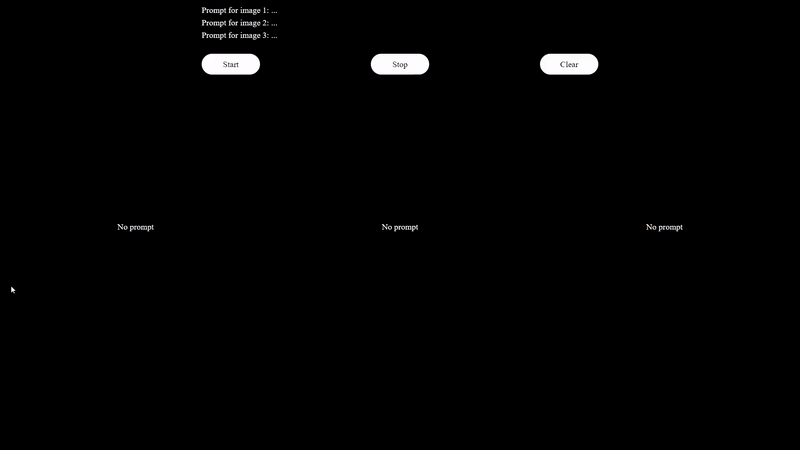 Prompt for image 1: ...
Prompt for image 2: ...
Prompt for image 3: ...
Start Stop Clear
No prompt No prompt No prompt